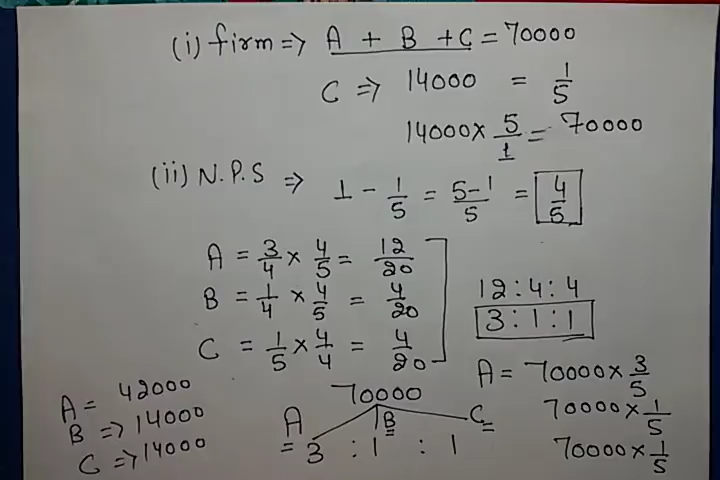 (i) firm => A + B + C = 70000
C => 14000 = 1/5
14000 × 5/1 = 70000
(ii) N.P.S => 1 - 1/5 = 5-1/5 = 4/5
A = 3/4 × 4/5 = 12/20
B = 1/4 × 4/5 = 4/20
C = 1/5 × 4/4 = 4/20
12 : 4 : 4
3 : 1 : 1
A = 42000
B => 14000
C => 14000
70000
A B C
= 3 : 1 : 1
A = 70000 × 3/5
70000 × 1/5
70000 × 1/5